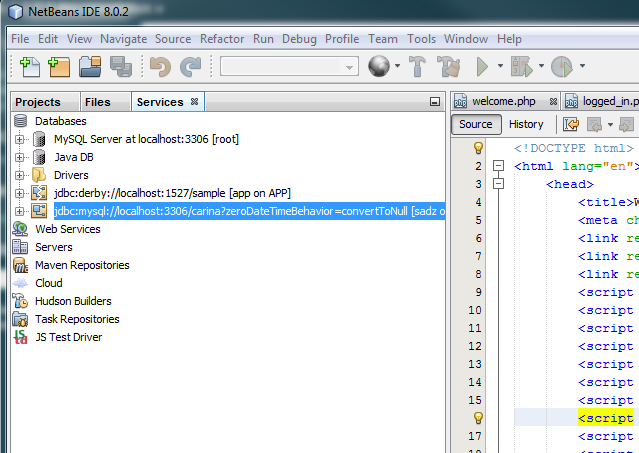 NetBeans IDE 8.0.2
File Edit View Navigate Source Refactor Run Debug Profile Team Tools Window Help
Projects Files Services
Databases
MySQL Server at localhost:3306 [root]
Java DB
Drivers
jdbc:derby://localhost:1527/sample [app on APP]
jdbc:mysql://localhost:3306/carina?zeroDateTimeBehavior=convertToNull [sadz o
Web Services
Servers
Maven Repositories
Cloud
Hudson Builders
Task Repositories
JS Test Driver
welcome.php logged_in.p
Source History
<!DOCTYPE html>
2 <html lang="en">
3 <head>
4 <title>W
5 <meta ch
6 <link re
7 <link re
8 <link re
9 <script
10 <script
11 <script
12 <script
13 <script
14 <script
15 <script
<script
17 <script
18 <script